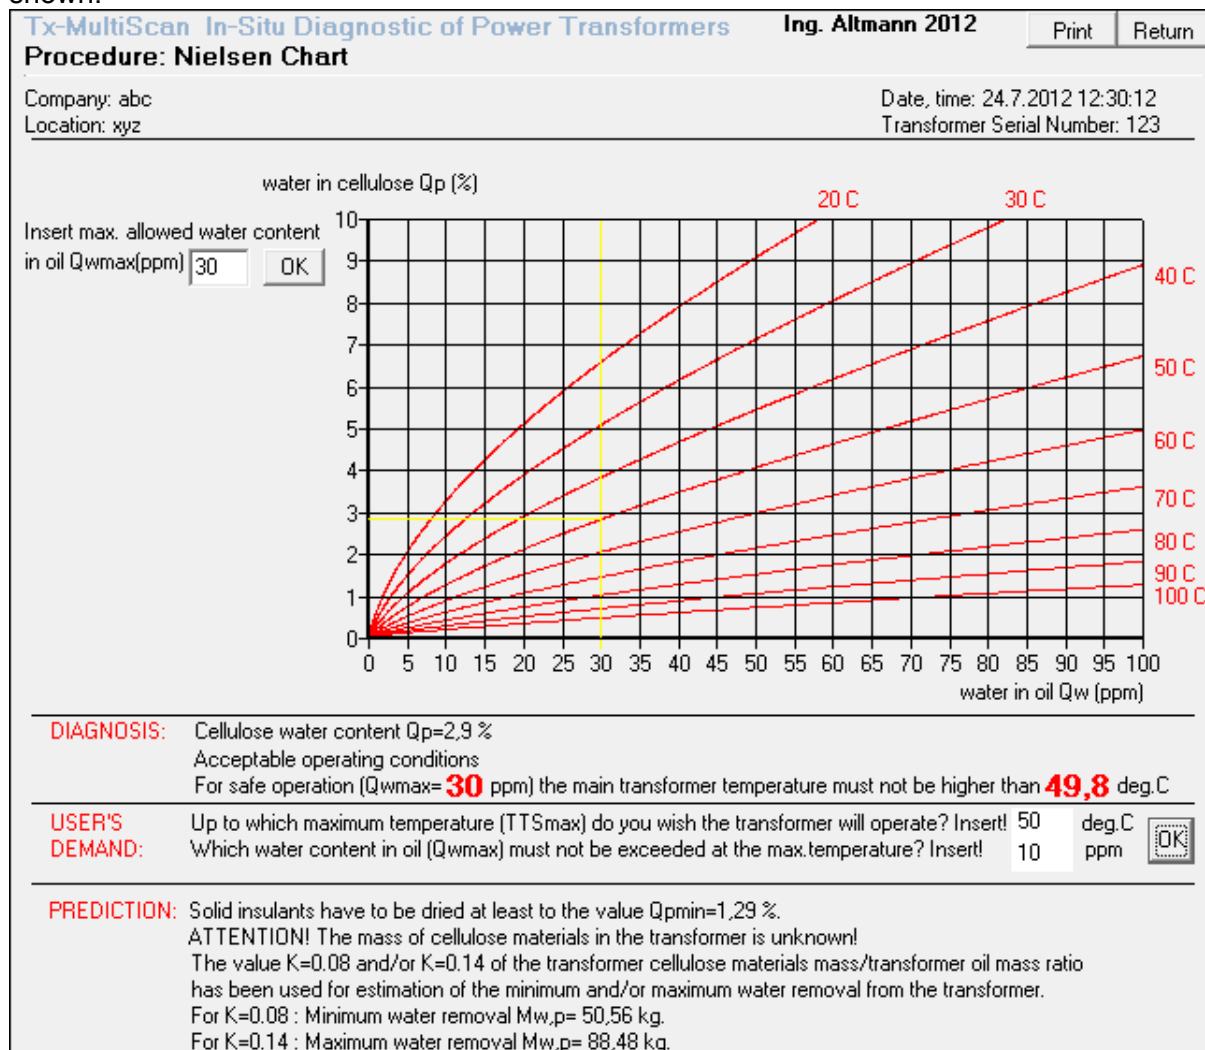 shown.
Tx-MultiScan In-Situ Diagnostic of Power Transformers Ing. Altmann 2012 Print Return
Procedure: Nielsen Chart
Company: abc Date, time: 24.7.2012 12:30:12
Location: xyz Transformer Serial Number: 123
water in cellulose Qp (%)
20 C 30 C
Insert max. allowed water content
in oil Qwmax(ppm) 30 OK
10
9
8
7
6
5
4
3
2
1
0
40 C
50 C
60 C
70 C
80 C
90 C
100 C
0 5 10 15 20 25 30 35 40 45 50 55 60 65 70 75 80 85 90 95 100
water in oil Qw (ppm)
DIAGNOSIS: Cellulose water content Qp=2,9 %
Acceptable operating conditions
For safe operation (Qwmax= 30 ppm) the main transformer temperature must not be higher than 49,8 deg.C
USER'S Up to which maximum temperature (TTSmax) do you wish the transformer will operate? Insert! 50 deg.C OK
DEMAND: Which water content in oil (Qwmax) must not be exceeded at the max.temperature? Insert! 10 ppm
PREDICTION: Solid insulants have to be dried at least to the value Qpmin=1,29 %.
ATTENTION! The mass of cellulose materials in the transformer is unknown!
The value K=0.08 and/or K=0.14 of the transformer cellulose materials mass/transformer oil mass ratio
has been used for estimation of the minimum and/or maximum water removal from the transformer.
For K=0.08 : Minimum water removal Mw,p= 50,56 kg.
For K=0.14 : Maximum water removal Mw,p= 88,48 kg.